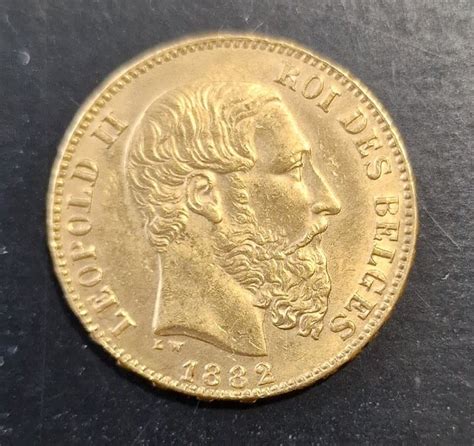 LEOPOLD II
ROI DES BELGES
L W
1882